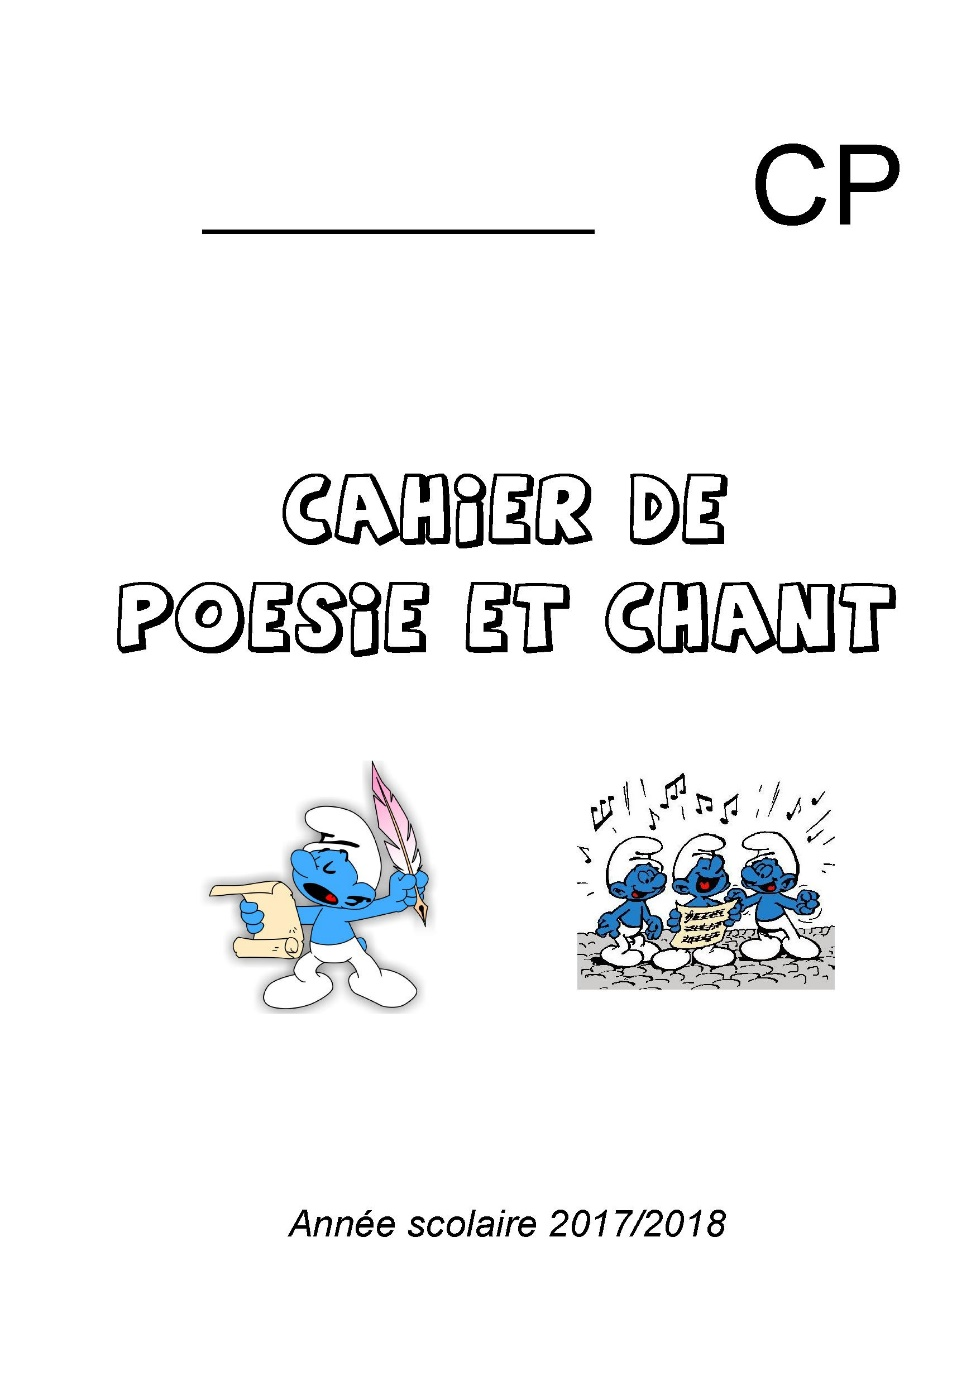 CP
CAHiER DE
POESiE ET CHANT
Année scolaire 2017/2018